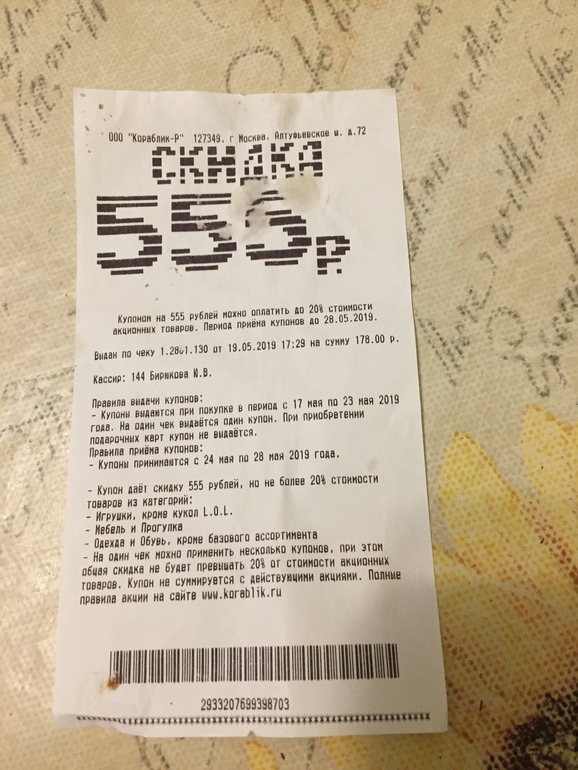 ООО "Кораблик-Р" 127349, г Москва, Алтуфьевское ш. д.72
СКИДКА
555р.
Купоном на 555 рублей можно оплатить до 20% стоимости
акционных товаров. Период приёма купонов до 28.05.2019.
Выдан по чеку 1.2801.130 от 19.05.2019 17:29 на сумму 178.00 р.
Кассир: 144 Бирюкова Ю.В.
Правила выдачи купонов:
- Купоны выдаются при покупке в период с 17 мая по 23 мая 2019
года. На один чек выдаётся один купон. При приобретении
подарочных карт купон не выдаётся.
Правила приёма купонов:
- Купоны принимаются с 24 мая по 28 мая 2019 года.
- Купон даёт скидку 555 рублей, но не более 20% стоимости
товаров из категорий:
- Игрушки, кроме кукол L.O.L.
- Мебель и Прогулка
- Одежда и Обувь, кроме базового ассортимента
- На один чек можно применить несколько купонов, при этом
общая скидка не будет превышать 20% от стоимости акционных
товаров. Купон не суммируется с действующими акциями. Полные
правила акции на сайте www.korablik.ru
2933207699398703